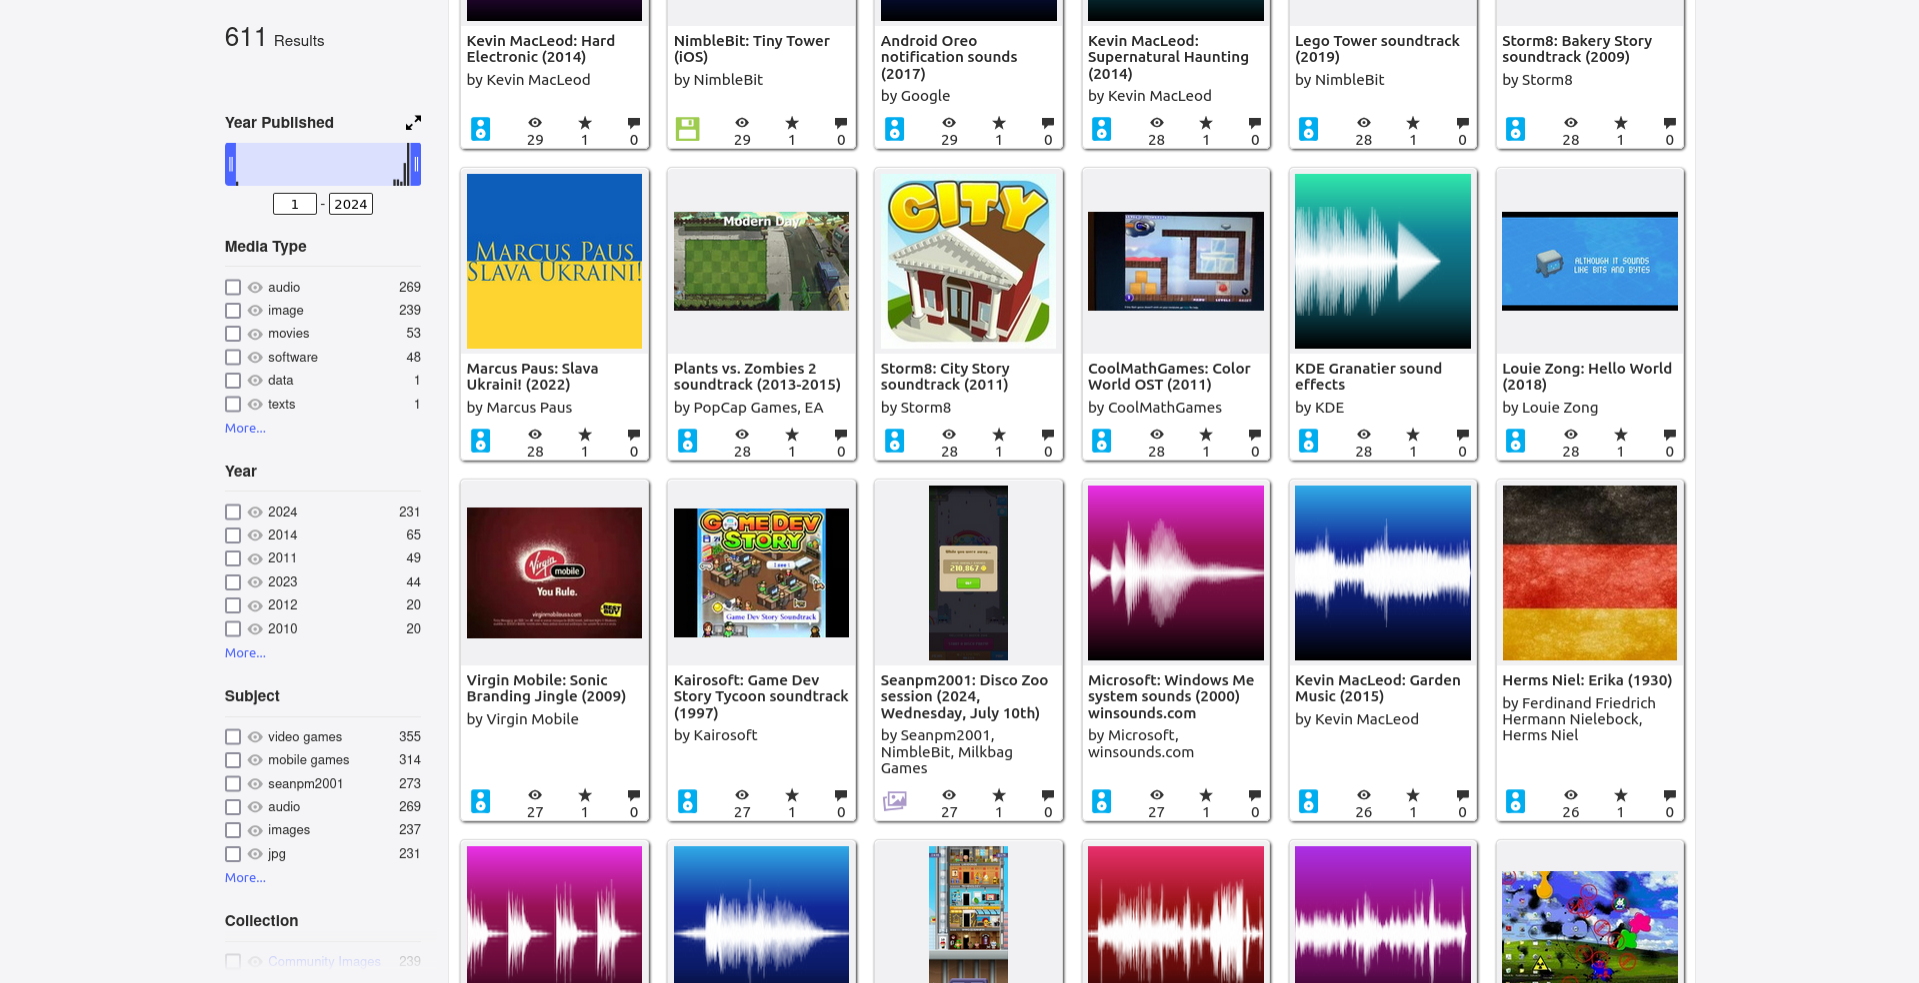 611 Results
Year Published
1 - 2024
Media Type
audio 269
image 239
movies 53
software 48
data 1
texts 1
More...
Year
2024 231
2014 65
2011 49
2023 44
2012 20
2010 20
More...
Subject
video games 355
mobile games 314
seanpm2001 273
audio 269
images 237
jpg 231
More...
Collection
Community Images 239
Kevin MacLeod: Hard
Electronic (2014)
by Kevin MacLeod
29 1 0
NimbleBit: Tiny Tower
(iOS)
by NimbleBit
29 1 0
Android Oreo
notification sounds
(2017)
by Google
29 1 0
Kevin MacLeod:
Supernatural Haunting
(2014)
by Kevin MacLeod
28 1 0
Lego Tower soundtrack
(2019)
by NimbleBit
28 1 0
Storm8: Bakery Story
soundtrack (2009)
by Storm8
28 1 0
MARCUS PAUS
SLAVA UKRAINI!
Marcus Paus: Slava
Ukraini! (2022)
by Marcus Paus
28 1 0
Modern Day
Plants vs. Zombies 2
soundtrack (2013-2015)
by PopCap Games, EA
28 1 0
CITY
Storm8: City Story
soundtrack (2011)
by Storm8
28 1 0
CoolMathGames: Color
World OST (2011)
by CoolMathGames
28 1 0
KDE Granatier sound
effects
by KDE
28 1 0
ALTHOUGH IT SOUNDS
LIKE BITS AND BYTES
Louie Zong: Hello World
(2018)
by Louie Zong
28 1 0
Virgin
mobile
You Rule.
virginmobileusa.com
BEST
BUY
Virgin Mobile: Sonic
Branding Jingle (2009)
by Virgin Mobile
27 1 0
GAME DEV
STORY
Game Dev Story Soundtrack
Kairosoft: Game Dev
Story Tycoon soundtrack
(1997)
by Kairosoft
27 1 0
While you were away...
218,867
Seanpm2001: Disco Zoo
session (2024,
Wednesday, July 10th)
by Seanpm2001,
NimbleBit, Milkbag
Games
27 1 0
Microsoft: Windows Me
system sounds (2000)
winsounds.com
by Microsoft,
winsounds.com
27 1 0
Kevin MacLeod: Garden
Music (2015)
by Kevin MacLeod
26 1 0
Herms Niel: Erika (1930)
by Ferdinand Friedrich
Hermann Nielebock,
Herms Niel
26 1 0